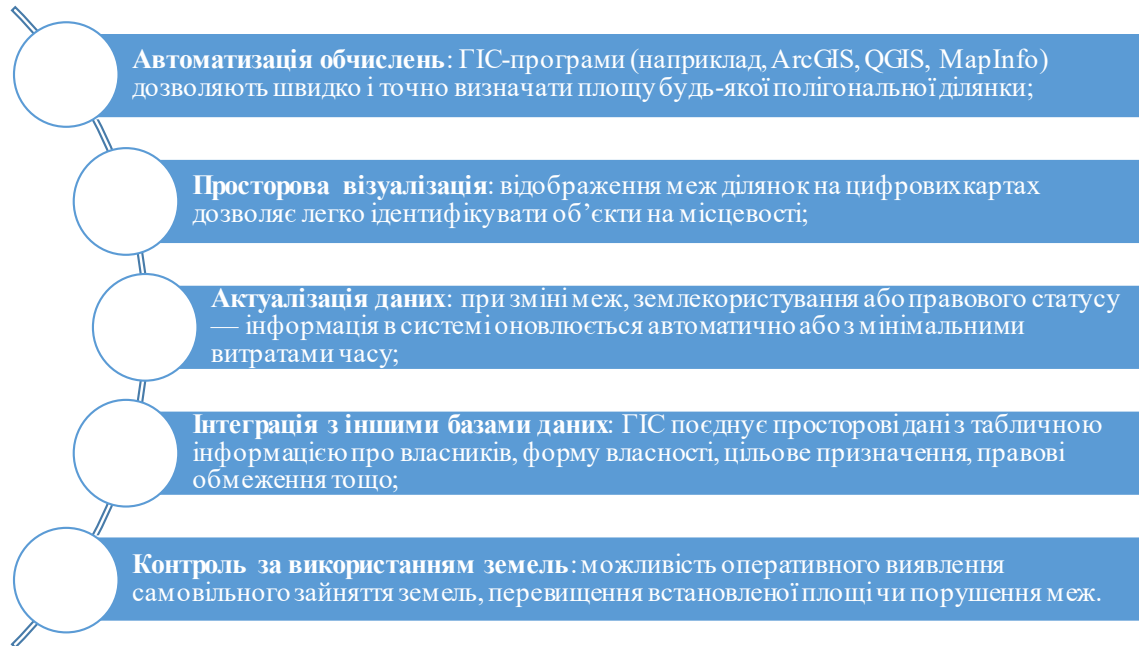 Автоматизація обчислень: ГІС-програми (наприклад, ArcGIS, QGIS, MapInfo)
дозволяють швидко і точно визначати площу будь-якої полігональної ділянки;
Просторова візуалізація: відображення меж ділянок на цифрових картах
дозволяє легко ідентифікувати об’єкти на місцевості;
Актуалізація даних: при зміні меж, землекористування або правового статусу
— інформація в системі оновлюється автоматично або з мінімальними
витратами часу;
Інтеграція з іншими базами даних: ГІС поєднує просторові дані з табличною
інформацією про власників, форму власності, цільове призначення, правові
обмеження тощо;
Контроль за використанням земель: можливість оперативного виявлення
самовільного зайняття земель, перевищення встановленої площі чи порушення меж.